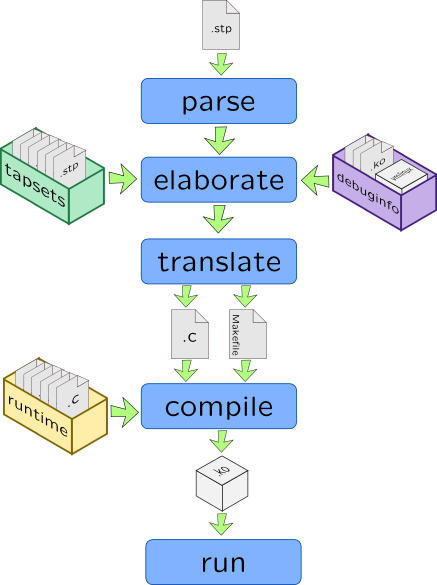 .stp
parse
.stp
tapsets
elaborate
.ko
vmlinux
debuginfo
translate
.c
Makefile
.c
runtime
compile
.ko
run